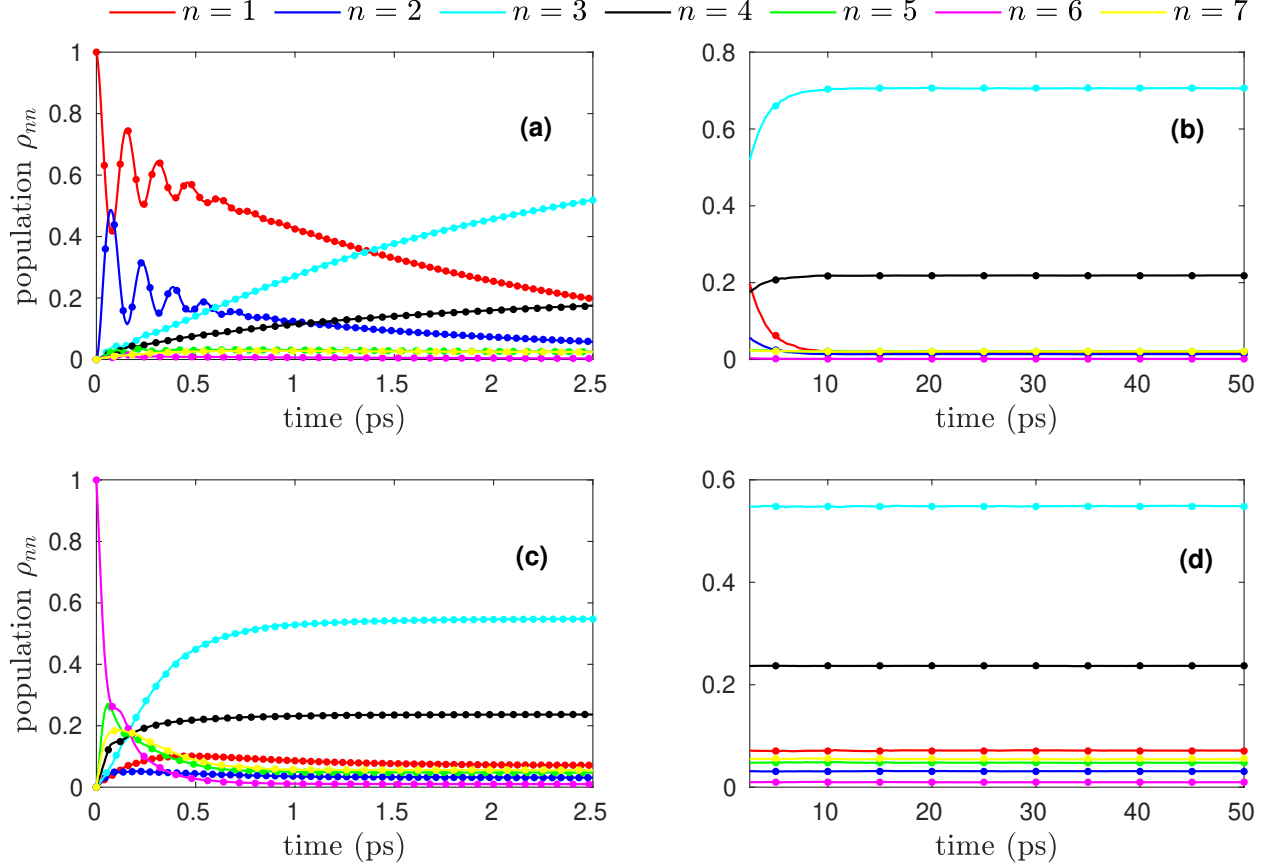 n = 1 n = 2 n = 3 n = 4 n = 5 n = 6 n = 7
1
0.8
0.6
0.4
0.2
0
population ρnn
(a)
0 0.5 1 1.5 2 2.5
time (ps)
0.8
0.6
0.4
0.2
0
(b)
10 20 30 40 50
time (ps)
1
0.8
0.6
0.4
0.2
0
population ρnn
(c)
0 0.5 1 1.5 2 2.5
time (ps)
0.6
0.4
0.2
0
(d)
10 20 30 40 50
time (ps)